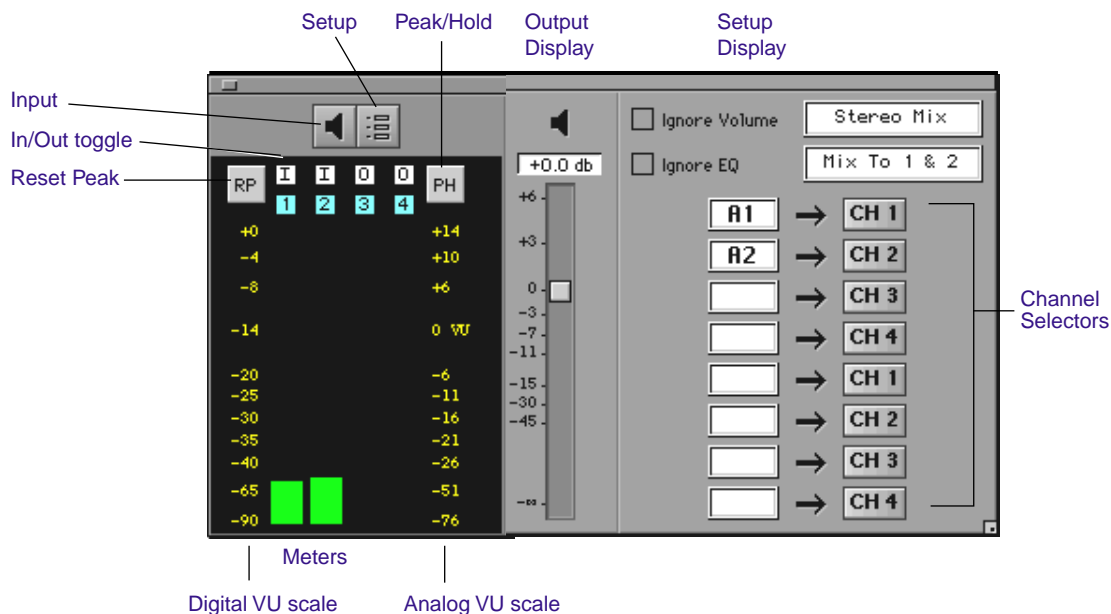 Setup
Peak/Hold
Output
Display
Setup
Display
Input
In/Out toggle
Reset Peak
RP
I I O O
PH
1 2 3 4
+0
-4
-8
-14
-20
-25
-30
-35
-40
-65
-90
+14
+10
+6
0 VU
-6
-11
-16
-21
-26
-51
-76
+0.0 db
+6
+3
0
-3
-7
-11
-15
-30
-45
-∞
Ignore Volume
Stereo Mix
Ignore EQ
Mix To 1 & 2
A1 → CH 1
A2 → CH 2
→ CH 3
→ CH 4
→ CH 1
→ CH 2
→ CH 3
→ CH 4
Channel
Selectors
Meters
Digital VU scale
Analog VU scale